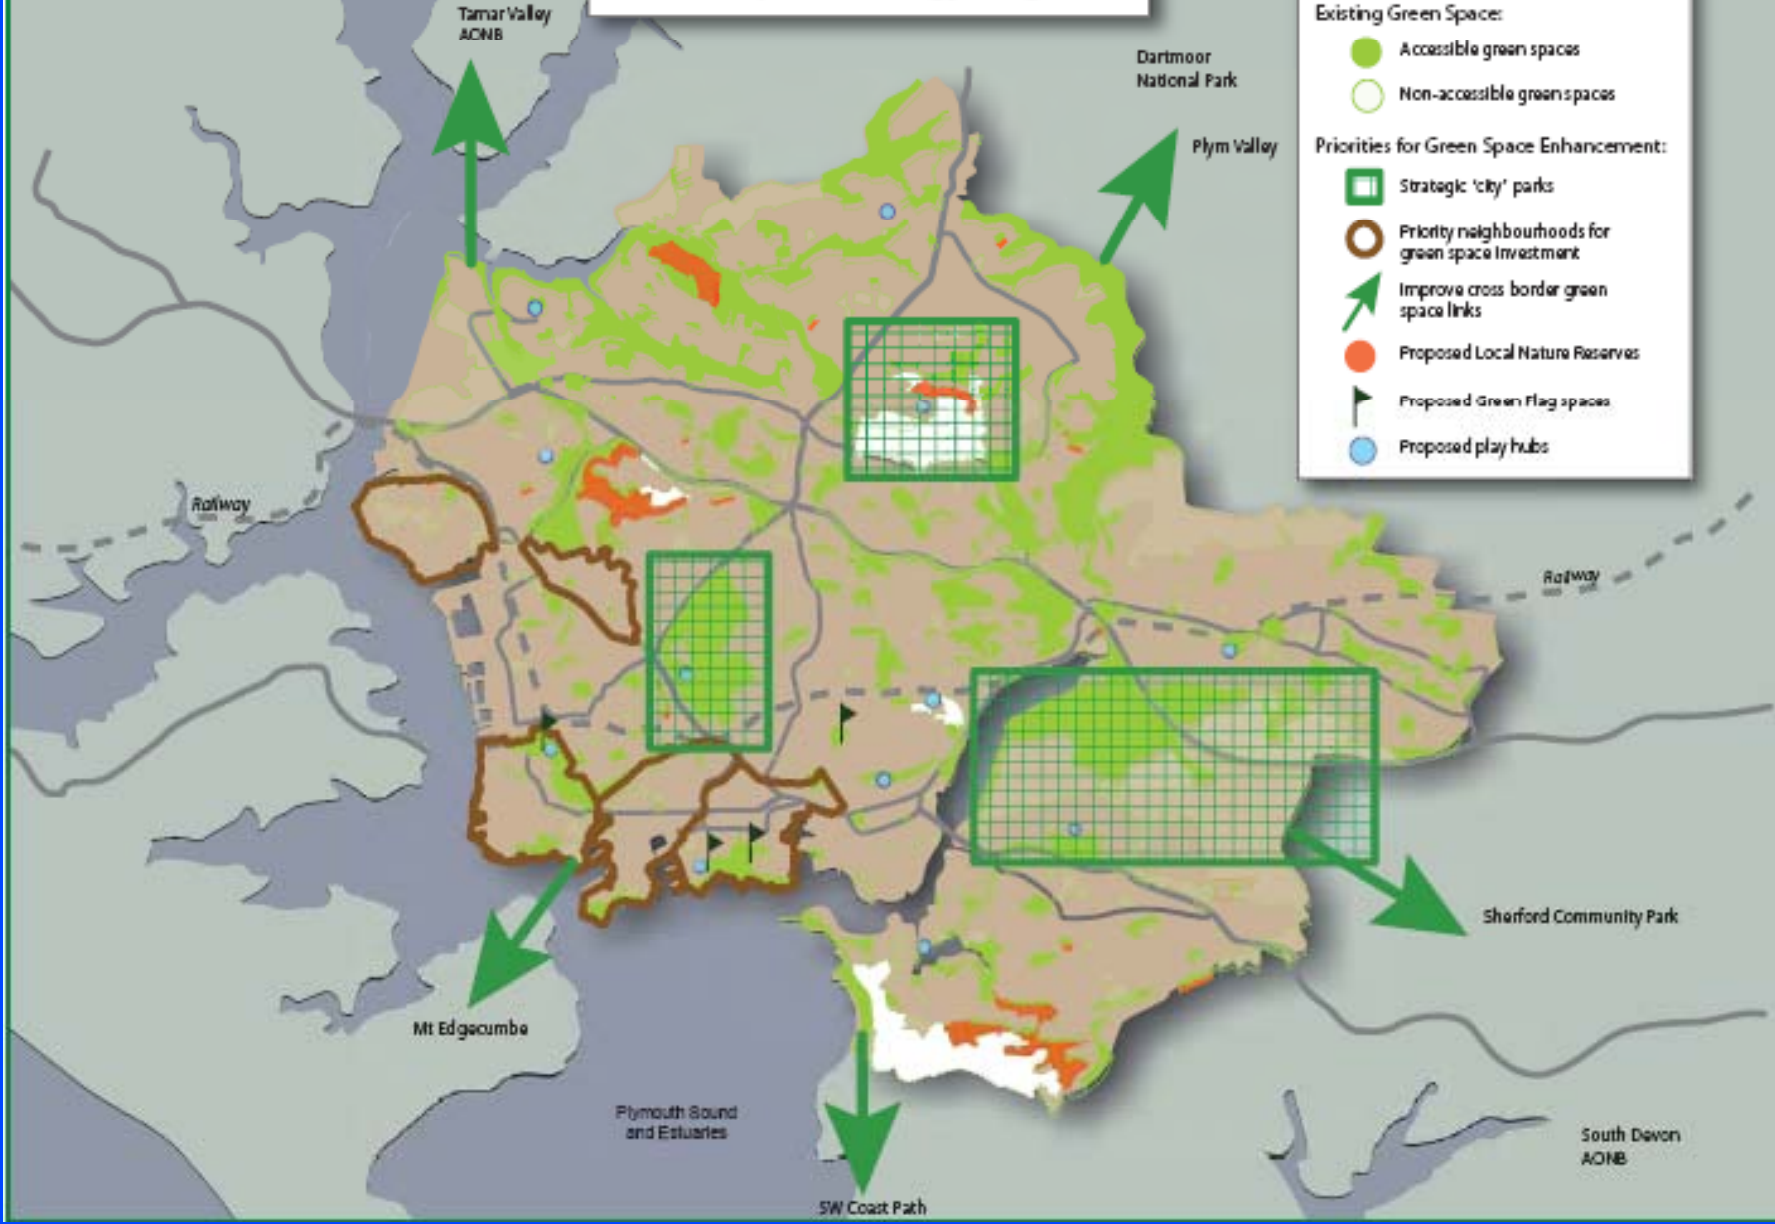 Tamar Valley
AONB
Dartmoor
National Park
Plym Valley
Existing Green Space:
Accessible green spaces
Non-accessible green spaces
Priorities for Green Space Enhancement:
Strategic 'city' parks
Priority neighbourhoods for
green space investment
Improve cross border green
space links
Proposed Local Nature Reserves
Proposed Green Flag spaces
Proposed play hubs
Railway
Railway
Sherford Community Park
Mt Edgecumbe
Plymouth Sound
and Estuaries
South Devon
AONB
SW Coast Path